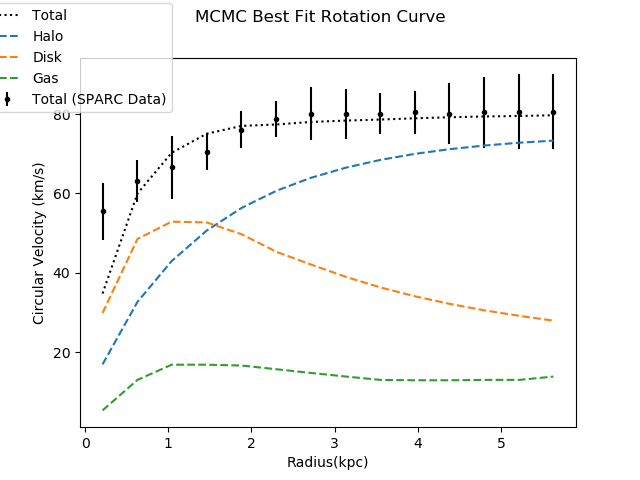 MCMC Best Fit Rotation Curve
Total
Halo
Disk
Gas
Total (SPARC Data)
80
60
40
20
Circular Velocity (km/s)
0 1 2 3 4 5
Radius(kpc)